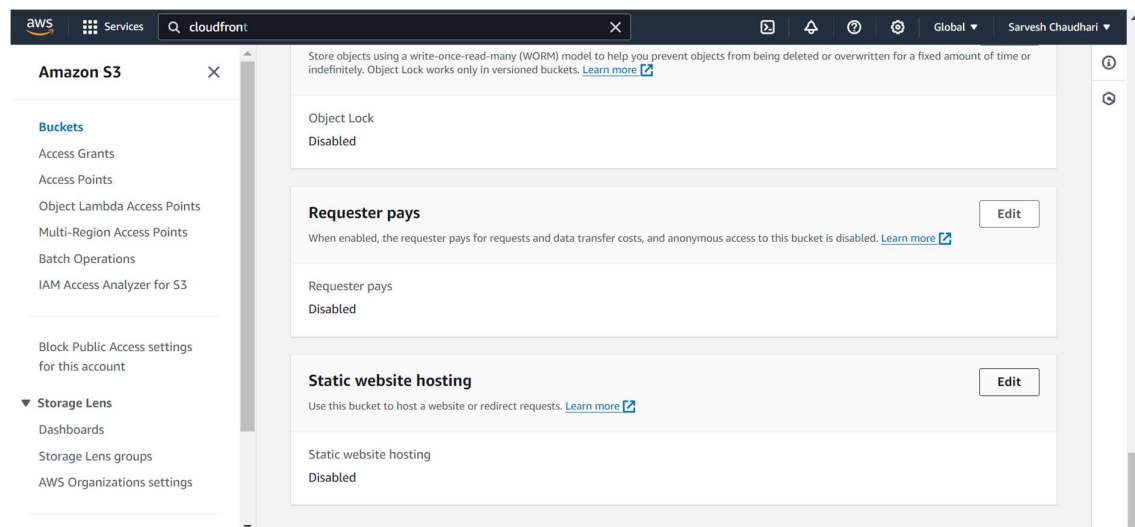 aws
Services
cloudfront
Global
Sarvesh Chaudhari
Amazon S3
Buckets
Access Grants
Access Points
Object Lambda Access Points
Multi-Region Access Points
Batch Operations
IAM Access Analyzer for S3
Block Public Access settings
for this account
Storage Lens
Dashboards
Storage Lens groups
AWS Organizations settings
Store objects using a write-once-read-many (WORM) model to help you prevent objects from being deleted or overwritten for a fixed amount of time or
indefinitely. Object Lock works only in versioned buckets. Learn more
Object Lock
Disabled
Requester pays
Edit
When enabled, the requester pays for requests and data transfer costs, and anonymous access to this bucket is disabled. Learn more
Requester pays
Disabled
Static website hosting
Edit
Use this bucket to host a website or redirect requests. Learn more
Static website hosting
Disabled